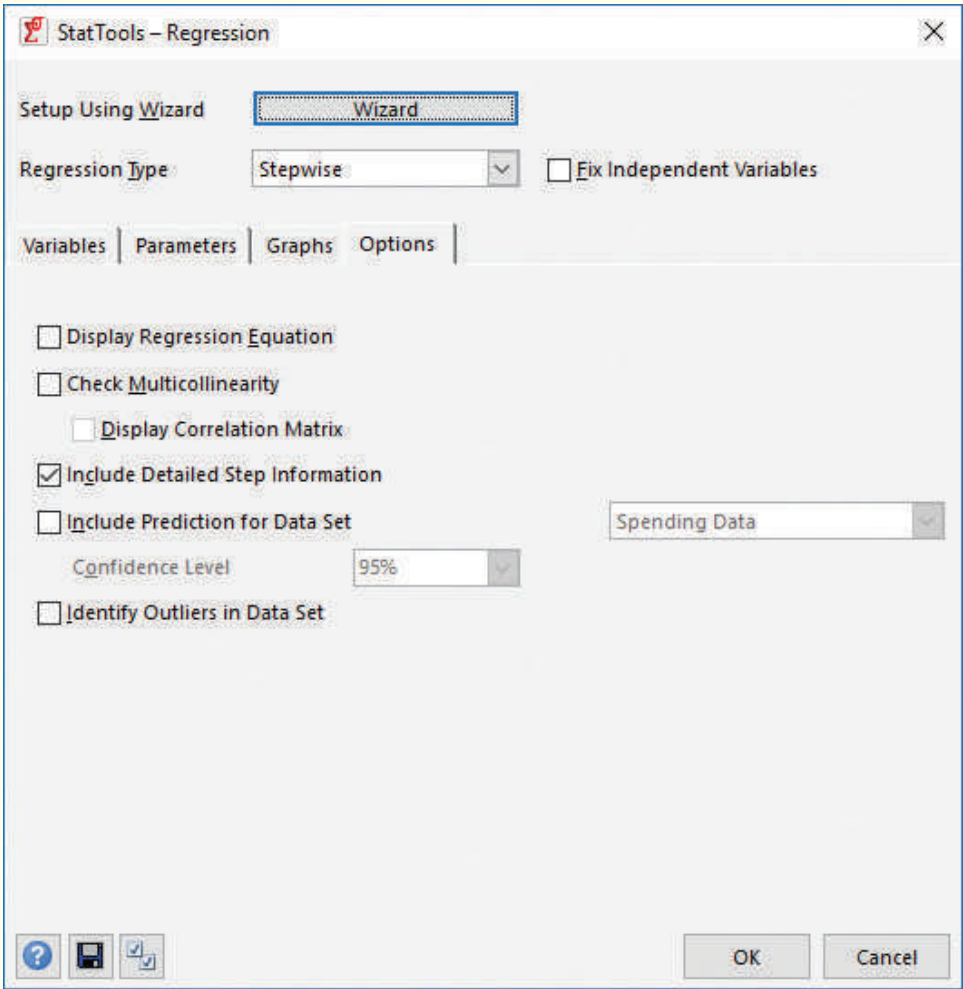 StatTools – Regression
Setup Using Wizard Wizard
Regression Type Stepwise Fix Independent Variables
Variables Parameters Graphs Options
Display Regression Equation
Check Multicollinearity
Display Correlation Matrix
Include Detailed Step Information
Include Prediction for Data Set Spending Data
Confidence Level 95%
Identify Outliers in Data Set
OK Cancel